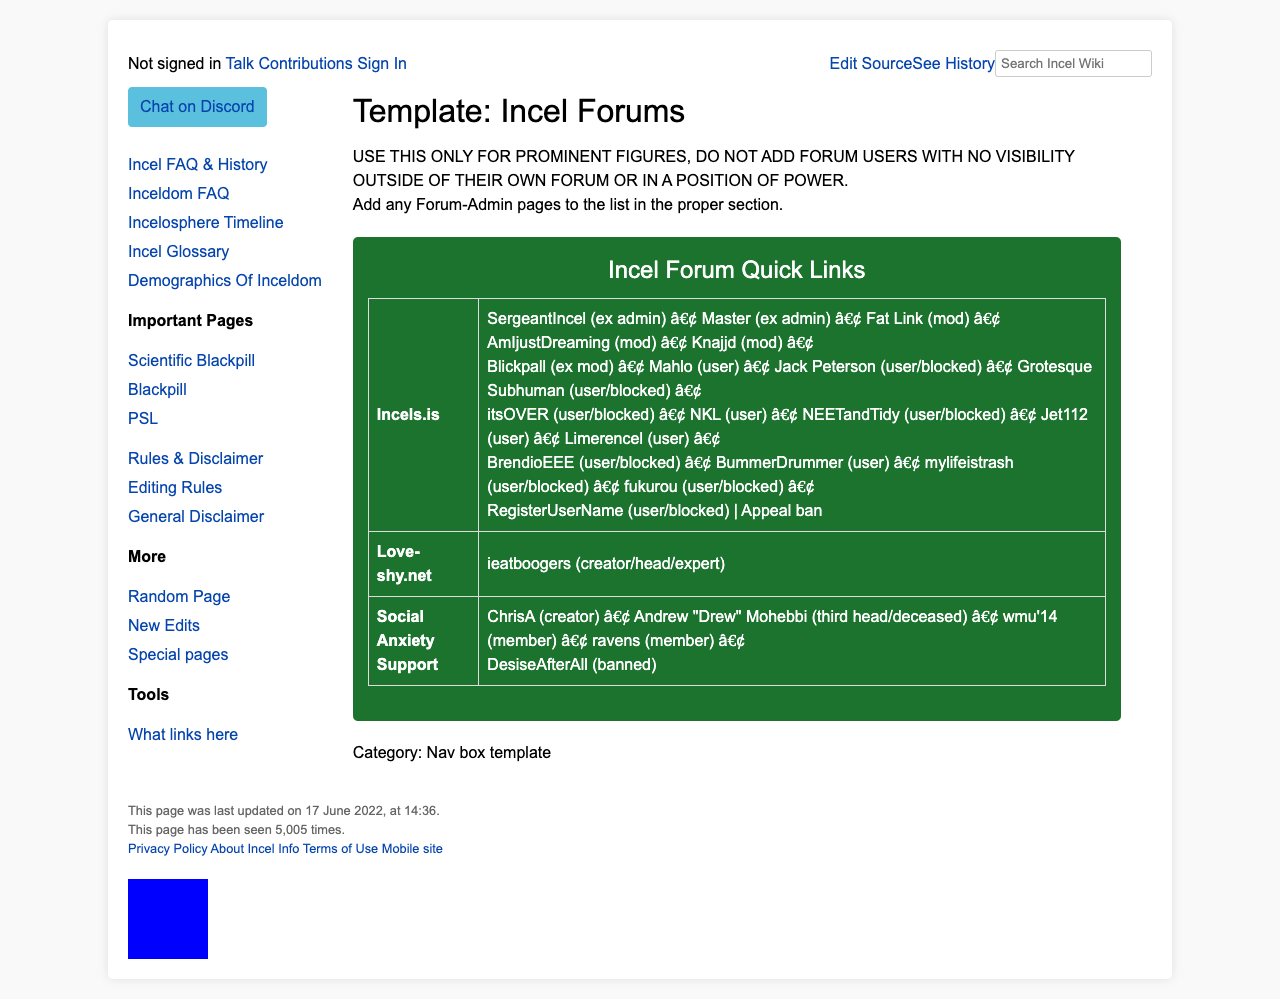 Not signed in Talk Contributions Sign In
Edit SourceSee History
Search Incel Wiki
Chat on Discord
Incel FAQ & History
Inceldom FAQ
Incelosphere Timeline
Incel Glossary
Demographics Of Inceldom
Important Pages
Scientific Blackpill
Blackpill
PSL
Rules & Disclaimer
Editing Rules
General Disclaimer
More
Random Page
New Edits
Special pages
Tools
What links here
Template: Incel Forums
USE THIS ONLY FOR PROMINENT FIGURES, DO NOT ADD FORUM USERS WITH NO VISIBILITY
OUTSIDE OF THEIR OWN FORUM OR IN A POSITION OF POWER.
Add any Forum-Admin pages to the list in the proper section.
Incel Forum Quick Links
Incels.is
SergeantIncel (ex admin) â€¢ Master (ex admin) â€¢ Fat Link (mod) â€¢
AmIjustDreaming (mod) â€¢ Knajjd (mod) â€¢
Blickpall (ex mod) â€¢ Mahlo (user) â€¢ Jack Peterson (user/blocked) â€¢ Grotesque
Subhuman (user/blocked) â€¢
itsOVER (user/blocked) â€¢ NKL (user) â€¢ NEETandTidy (user/blocked) â€¢ Jet112
(user) â€¢ Limerencel (user) â€¢
BrendioEEE (user/blocked) â€¢ BummerDrummer (user) â€¢ mylifeistrash
(user/blocked) â€¢ fukurou (user/blocked) â€¢
RegisterUserName (user/blocked) | Appeal ban
Love-
shy.net
ieatboogers (creator/head/expert)
Social
Anxiety
Support
ChrisA (creator) â€¢ Andrew "Drew" Mohebbi (third head/deceased) â€¢ wmu'14
(member) â€¢ ravens (member) â€¢
DesiseAfterAll (banned)
Category: Nav box template
This page was last updated on 17 June 2022, at 14:36.
This page has been seen 5,005 times.
Privacy Policy About Incel Info Terms of Use Mobile site